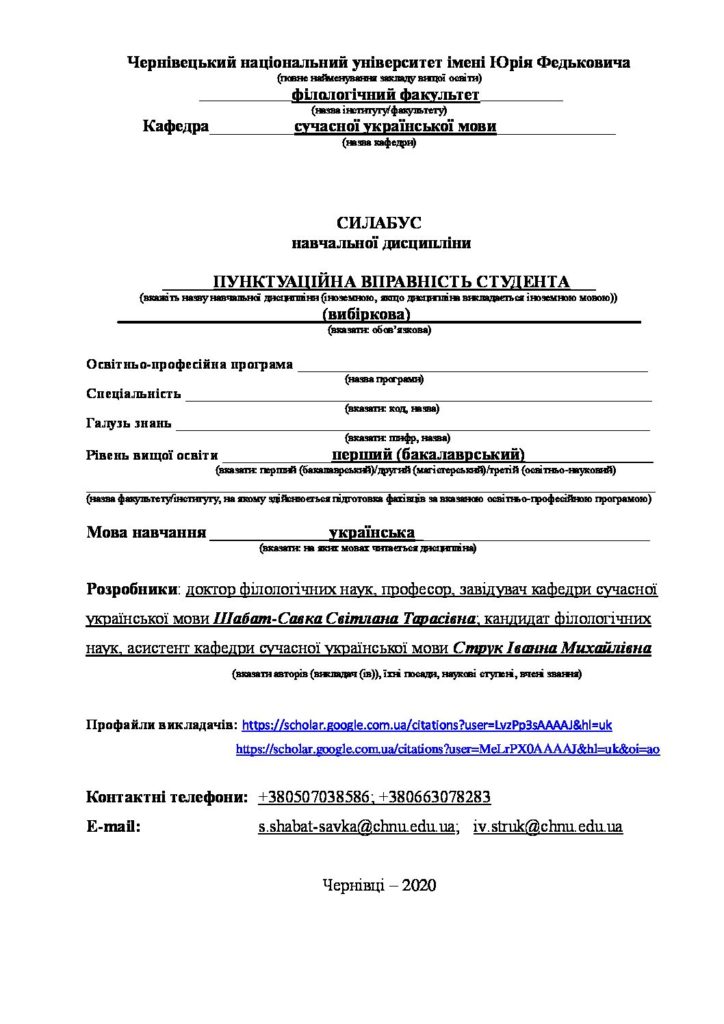 Чернівецький національний університет імені Юрія Федьковича
(повне найменування закладу вищої освіти)
філологічний факультет
(назва інституту/факультету)
Кафедра сучасної української мови
(назва кафедри)
СИЛАБУС
навчальної дисципліни
ПУНКТУАЦІЙНА ВПРАВНІСТЬ СТУДЕНТА
(вкажіть назву навчальної дисципліни (іноземною, якщо дисципліна викладається іноземною мовою))
(вибіркова)
(вказати: обов’язкова)
Освітньо-професійна програма
(назва програми)
Спеціальність
(вказати: код, назва)
Галузь знань
(вказати: шифр, назва)
Рівень вищої освіти перший (бакалаврський)
(вказати: перший (бакалаврський)/другий (магістерський)/третій (освітньо-науковий)
(назва факультету/інституту, на якому здійснюється підготовка фахівців за вказаною освітньо-професійною програмою)
Мова навчання українська
(вказати: на яких мовах читається дисципліна)
Розробники: доктор філологічних наук, професор, завідувач кафедри сучасної
української мови Шабат-Савка Світлана Тарасівна; кандидат філологічних
наук, асистент кафедри сучасної української мови Струк Іванна Михайлівна
(вказати авторів (викладач (ів)), їхні посади, наукові ступені, вчені звання)
Профайли викладачів: https://scholar.google.com.ua/citations?user=LvzPp3sAAAAJ&hl=uk
https://scholar.google.com.ua/citations?user=MeLrPX0AAAAJ&hl=uk&oi=ao
Контактні телефони: +380507038586; +380663078283
E-mail: s.shabat-savka@chnu.edu.ua; iv.struk@chnu.edu.ua
Чернівці – 2020